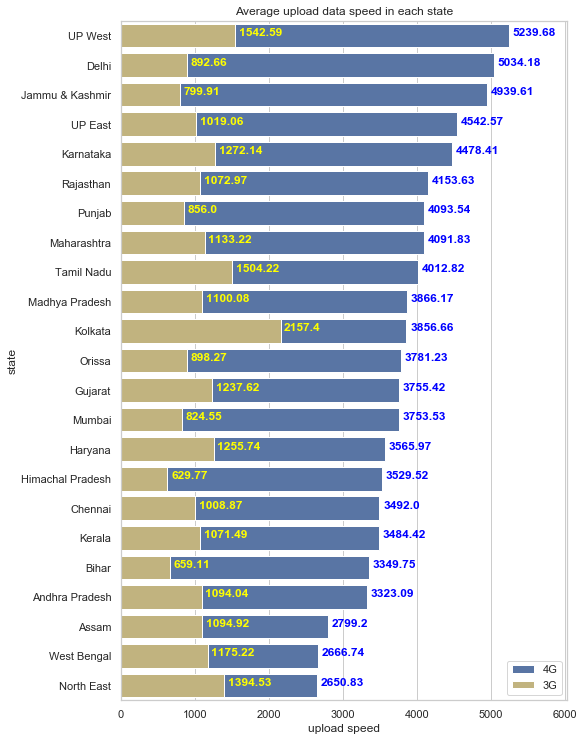 Average upload data speed in each state
UP West 1542.59 5239.68
Delhi 892.66 5034.18
Jammu & Kashmir 799.91 4939.61
UP East 1019.06 4542.57
Karnataka 1272.14 4478.41
Rajasthan 1072.97 4153.63
Punjab 856.0 4093.54
Maharashtra 1133.22 4091.83
Tamil Nadu 1504.22 4012.82
Madhya Pradesh 1100.08 3866.17
Kolkata 2157.4 3856.66
Orissa 898.27 3781.23
Gujarat 1237.62 3755.42
Mumbai 824.55 3753.53
Haryana 1255.74 3565.97
Himachal Pradesh 629.77 3529.52
Chennai 1008.87 3492.0
Kerala 1071.49 3484.42
Bihar 659.11 3349.75
Andhra Pradesh 1094.04 3323.09
Assam 1094.92 2799.2
West Bengal 1175.22 2666.74
North East 1394.53 2650.83
state
4G
3G
0 1000 2000 3000 4000 5000 6000
upload speed